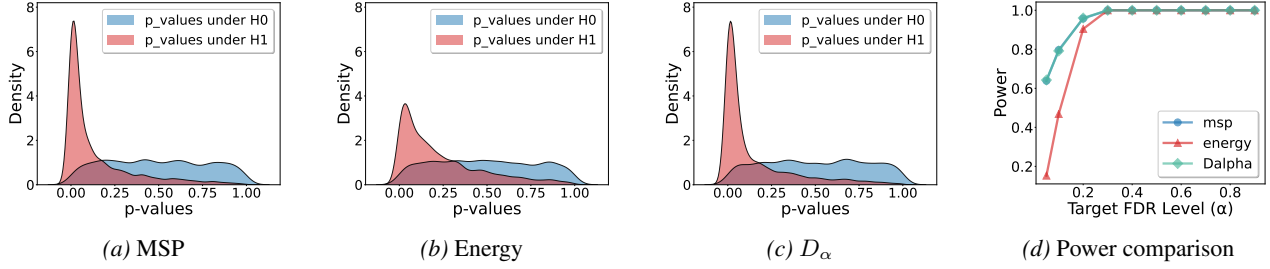 p_values under H0
p_values under H1
Density
8
6
4
2
0
0.00 0.25 0.50 0.75 1.00
p-values
(a) MSP
p_values under H0
p_values under H1
Density
8
6
4
2
0
0.00 0.25 0.50 0.75 1.00
p-values
(b) Energy
p_values under H0
p_values under H1
Density
8
6
4
2
0
0.00 0.25 0.50 0.75 1.00
p-values
(c) Dα
Power
1.0
0.8
0.6
0.4
0.2
msp
energy
Dalpha
0.2 0.4 0.6 0.8
Target FDR Level (α)
(d) Power comparison